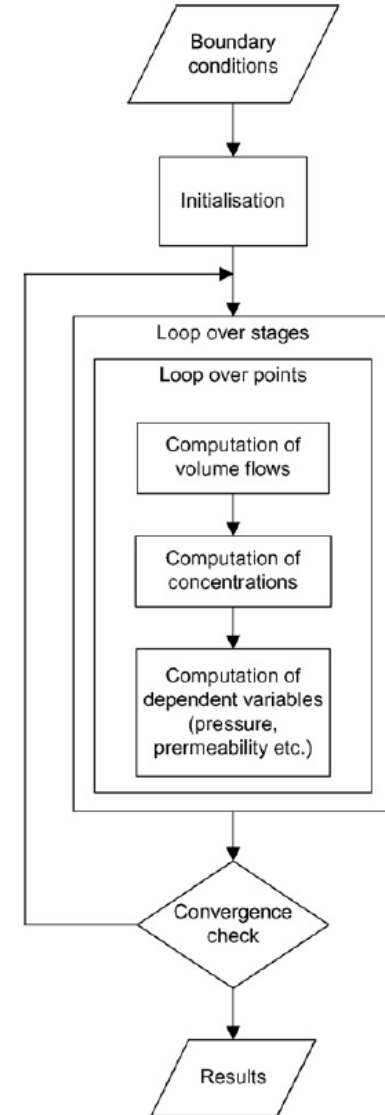 Boundary
conditions
Initialisation
Loop over stages
Loop over points
Computation of
volume flows
Computation of
concentrations
Computation of
dependent variables
(pressure,
prermeability etc.)
Convergence
check
Results